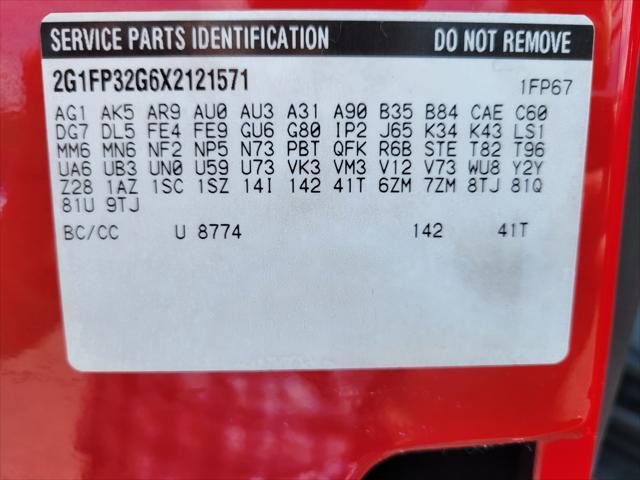 SERVICE PARTS IDENTIFICATION DO NOT REMOVE
2G1FP32G6X2121571 1FP67
AG1 AK5 AR9 AU0 AU3 A31 A90 B35 B84 CAE C60
DG7 DL5 FE4 FE9 GU6 G80 IP2 J65 K34 K43 LS1
MM6 MN6 NF2 NP5 N73 PBT QFK R6B STE T82 T96
UA6 UB3 UN0 U59 U73 VK3 VM3 V12 V73 WU8 Y2Y
Z28 1AZ 1SC 1SZ 14I 142 41T 6ZM 7ZM 8TJ 81Q
81U 9TJ
BC/CC U 8774 142 41T